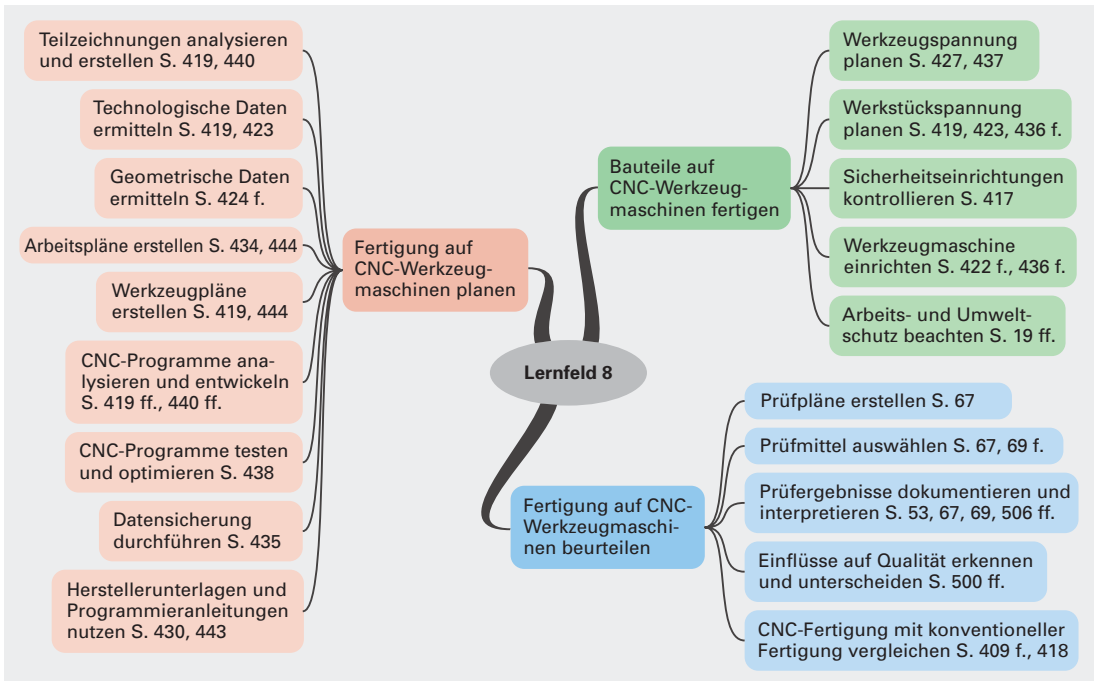 Teilzeichnungen analysieren
und erstellen S. 419, 440
Technologische Daten
ermitteln S. 419, 423
Geometrische Daten
ermitteln S. 424 f.
Arbeitspläne erstellen S. 434, 444
Werkzeugpläne
erstellen S. 419, 444
CNC-Programme ana-
lysieren und entwickeln
S. 419 ff., 440 ff.
CNC-Programme testen
und optimieren S. 438
Datensicherung
durchführen S. 435
Herstellerunterlagen und
Programmieranleitungen
nutzen S. 430, 443
Fertigung auf
CNC-Werkzeug-
maschinen planen
Lernfeld 8
Bauteile auf
CNC-Werkzeug-
maschinen fertigen
Werkzeugspannung
planen S. 427, 437
Werkstückspannung
planen S. 419, 423, 436 f.
Sicherheitseinrichtungen
kontrollieren S. 417
Werkzeugmaschine
einrichten S. 422 f., 436 f.
Arbeits- und Umwelt-
schutz beachten S. 19 ff.
Fertigung auf CNC-
Werkzeugmaschi-
nen beurteilen
Prüfpläne erstellen S. 67
Prüfmittel auswählen S. 67, 69 f.
Prüfergebnisse dokumentieren und
interpretieren S. 53, 67, 69, 506 ff.
Einflüsse auf Qualität erkennen
und unterscheiden S. 500 ff.
CNC-Fertigung mit konventioneller
Fertigung vergleichen S. 409 f., 418